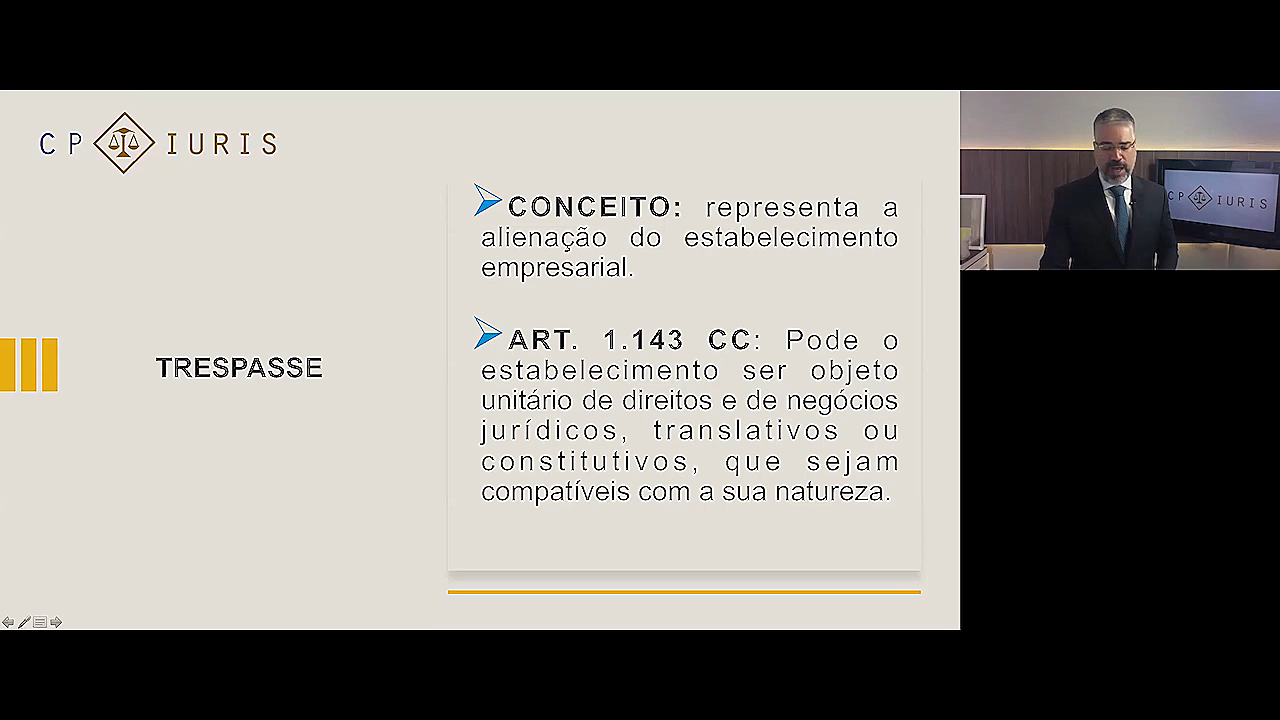 CP IURIS
TRESPASSE
CONCEITO: representa a
alienação do estabelecimento
empresarial.
ART. 1.143 CC: Pode o
estabelecimento ser objeto
unitário de direitos e de negócios
jurídicos, translativos ou
constitutivos, que sejam
compatíveis com a sua natureza.
CP IURIS